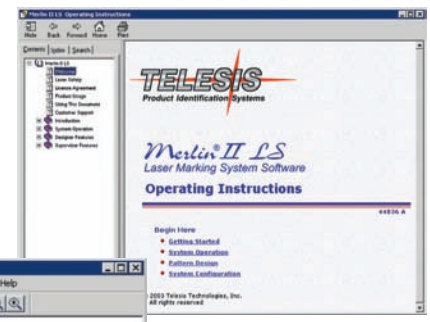 Merlin II LS Operating Instructions
Hide Back Forward Home Print
Contents Index Search
Merlin II LS
Welcome
Laser Safety
License Agreement
Product Usage
Using This Document
Customer Support
Introduction
System Operation
Designer Features
Supervisor Features
TELESIS
Product Identification Systems
Merlin® II LS
Laser Marking System Software
Operating Instructions
44836 A
Begin Here
Getting Started
System Operation
Pattern Design
System Configuration
2003 Telesis Technologies, Inc.
All rights reserved
Help